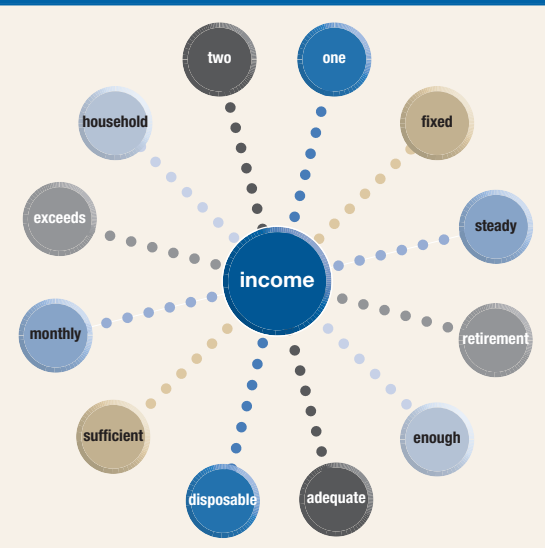 two
one
household
fixed
exceeds
steady
income
monthly
retirement
sufficient
enough
disposable
adequate